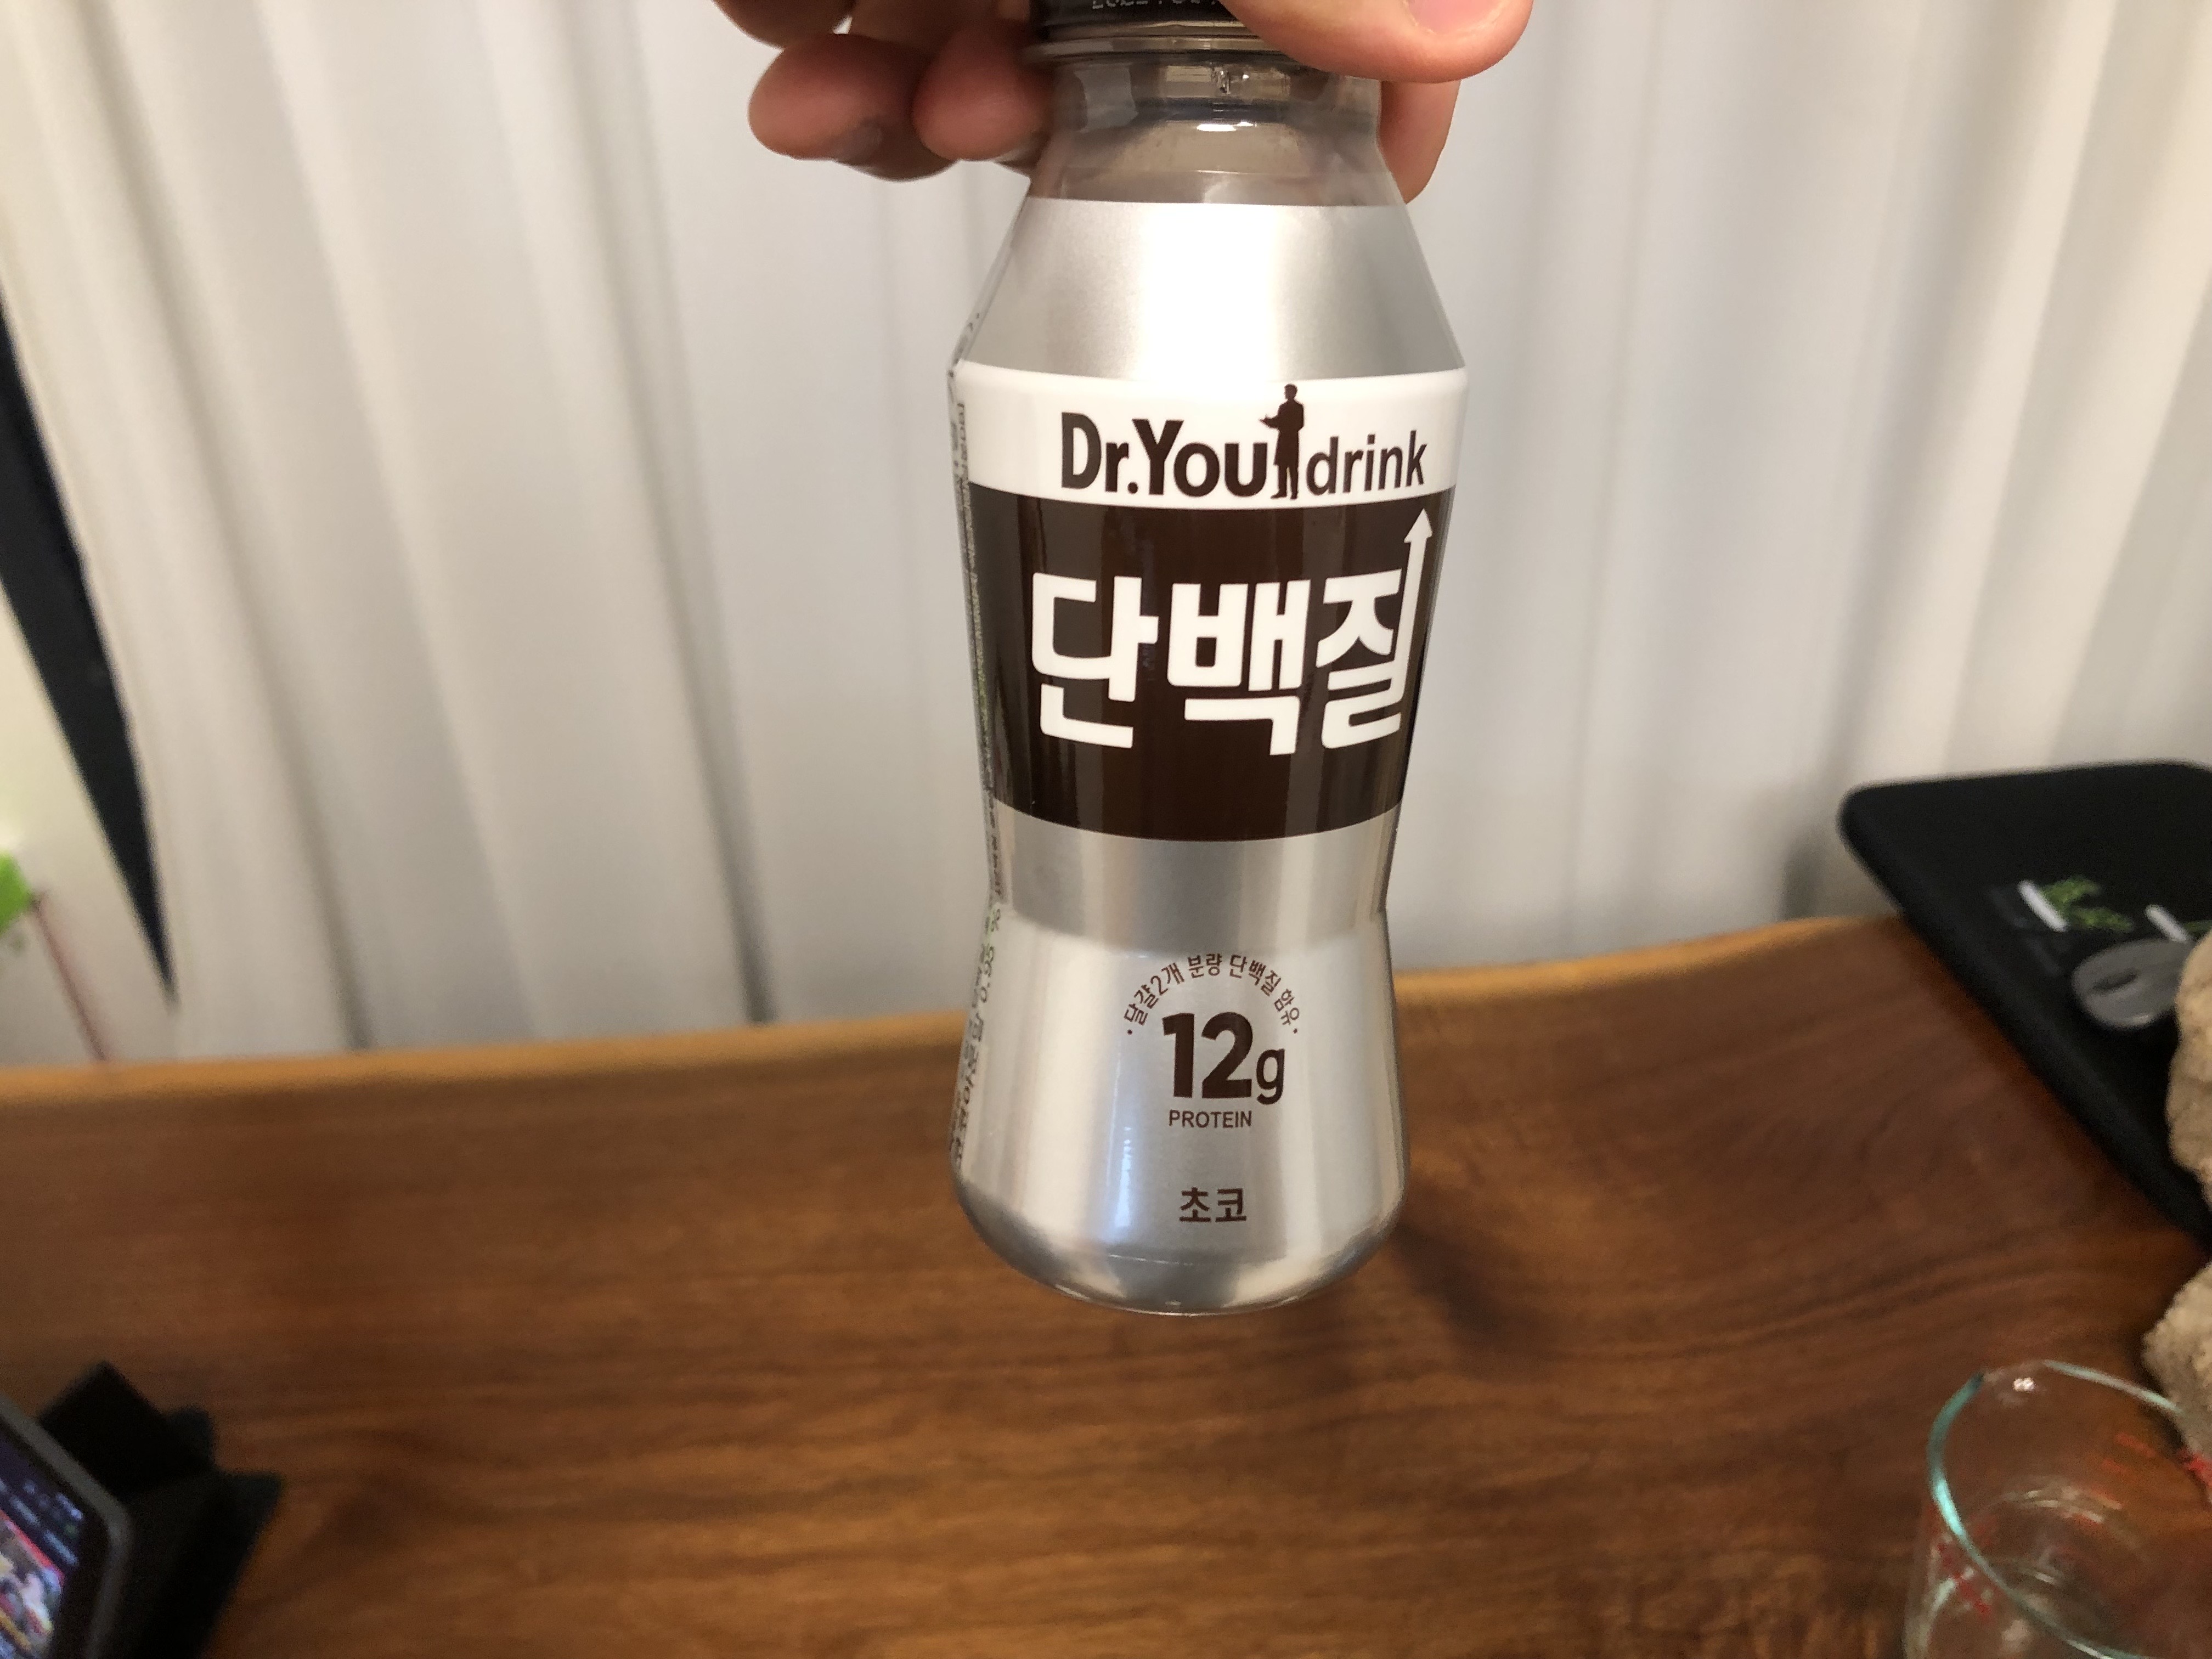 Dr.You drink
단백질
· 달걀2개 분량 단백질 함유 ·
12g
PROTEIN
초코